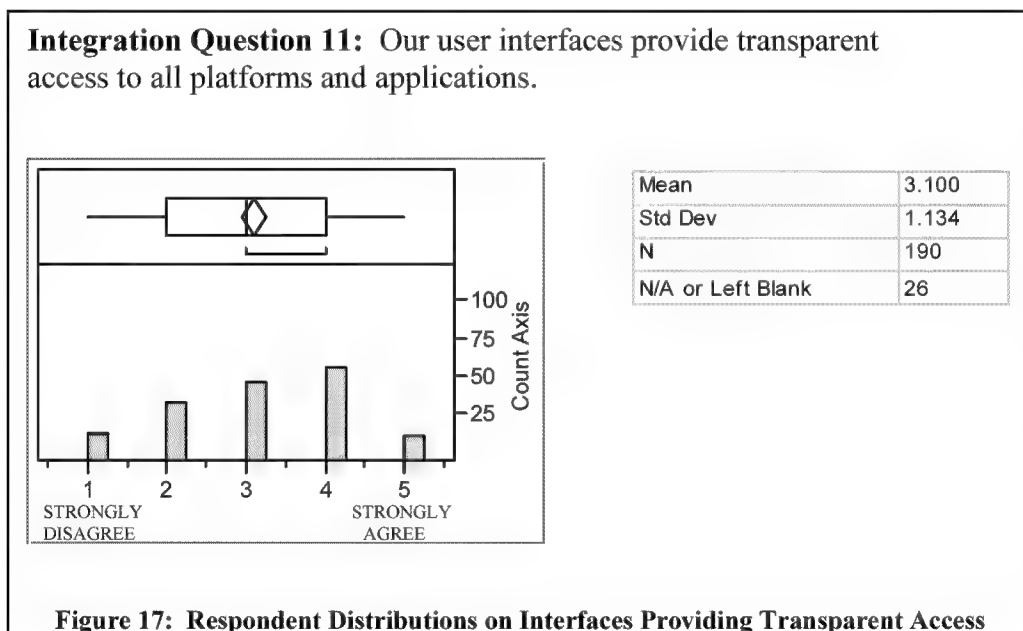 Integration Question 11: Our user interfaces provide transparent
access to all platforms and applications.
Mean 3.100
Std Dev 1.134
N 190
N/A or Left Blank 26
100
75
50
25
Count Axis
1 2 3 4 5
STRONGLY DISAGREE
STRONGLY AGREE
Figure 17: Respondent Distributions on Interfaces Providing Transparent Access